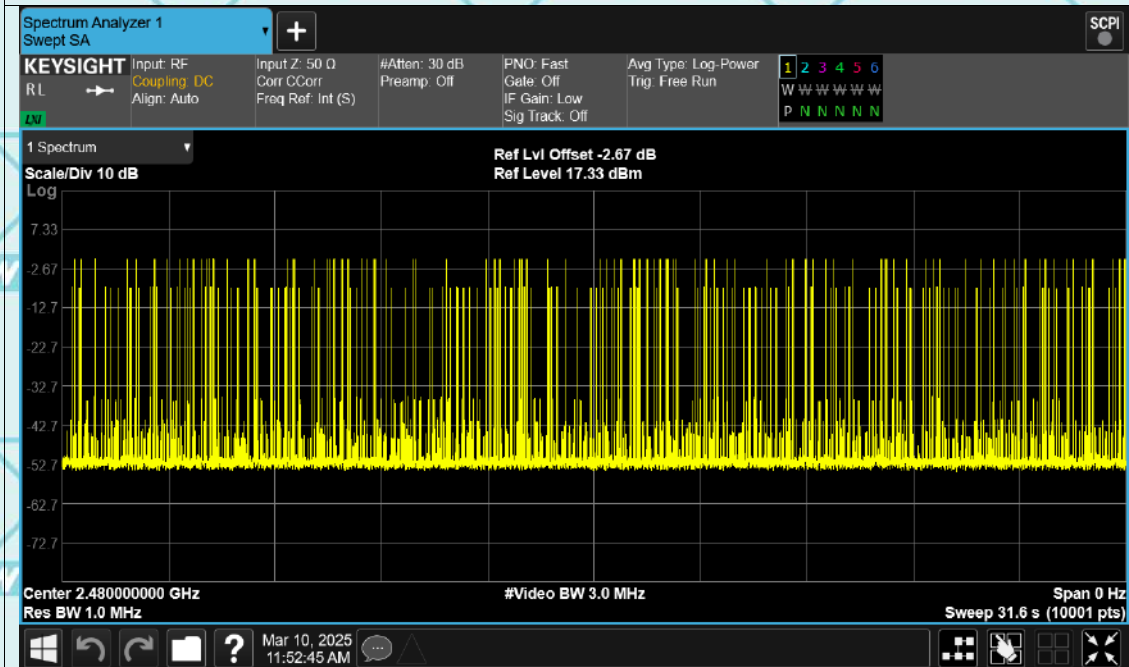 Spectrum Analyzer 1
Swept SA
+
SCPI
KEYSIGHT
RL
LXI
Input: RF
Coupling: DC
Align: Auto
Input Z: 50 Ω
Corr CCorr
Freq Ref: Int (S)
#Atten: 30 dB
Preamp: Off
PNO: Fast
Gate: Off
IF Gain: Low
Sig Track: Off
Avg Type: Log-Power
Trig: Free Run
1 2 3 4 5 6
W W W W W W
P N N N N N
1 Spectrum
Scale/Div 10 dB
Ref Lvl Offset -2.67 dB
Ref Level 17.33 dBm
Log
7.33
-2.67
-12.7
-22.7
-32.7
-42.7
-52.7
-62.7
-72.7
Center 2.480000000 GHz
#Video BW 3.0 MHz
Span 0 Hz
Res BW 1.0 MHz
Sweep 31.6 s (10001 pts)
?
Mar 10, 2025
11:52:45 AM